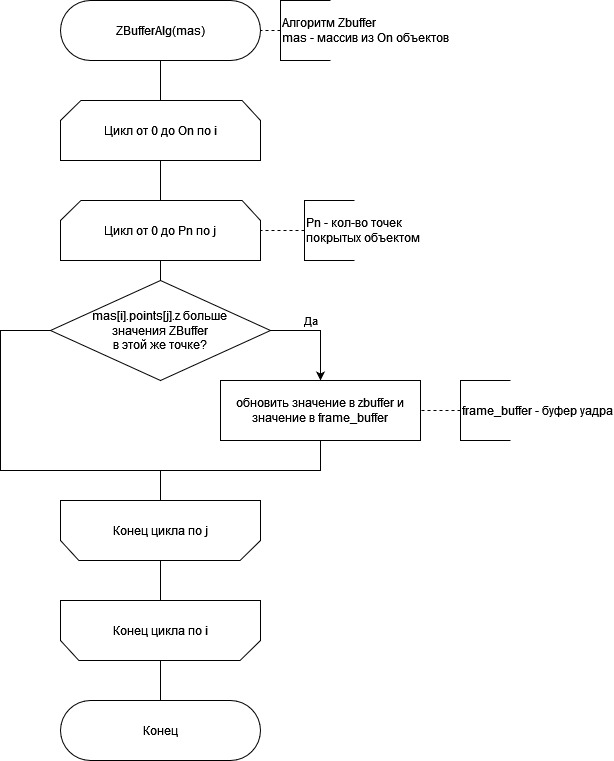 ZBufferAlg(mas)
Алгоритм Zbuffer
mas - массив из On объектов
Цикл от 0 до On по i
Цикл от 0 до Pn по j
Pn - кол-во точек
покрытых объектом
mas[i].points[j].z больше
значения ZBuffer
в этой же точке?
Да
обновить значение в zbuffer и
значение в frame_buffer
frame_buffer - буфер уадра
Конец цикла по j
Конец цикла по i
Конец